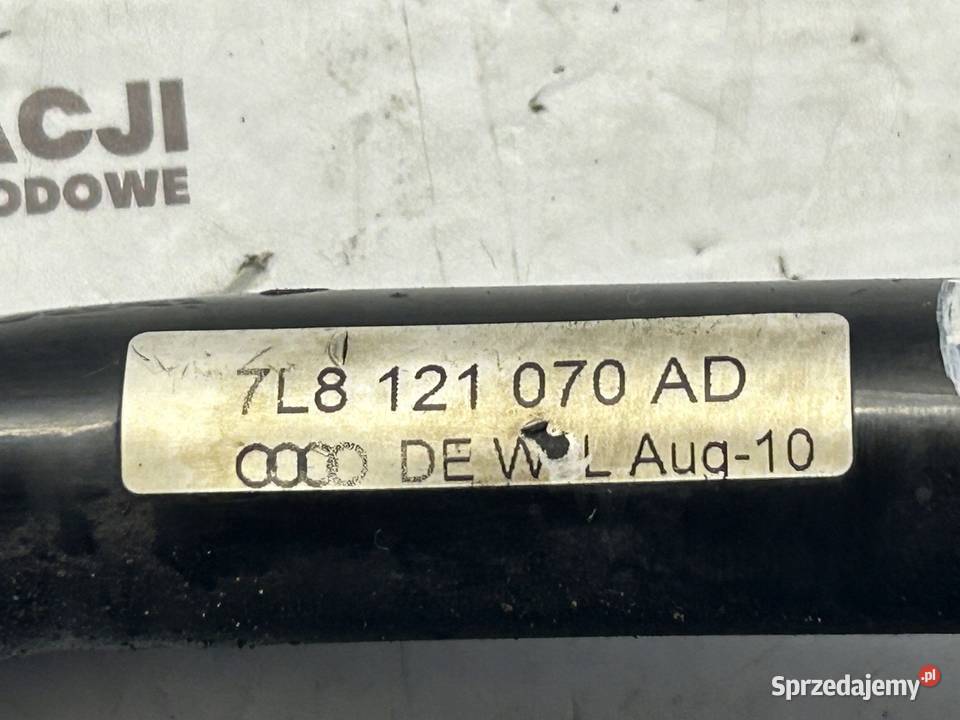 ACJI
ODOWE
7L8 121 070 AD
DE W L Aug-10
Sprzedajemy.pl